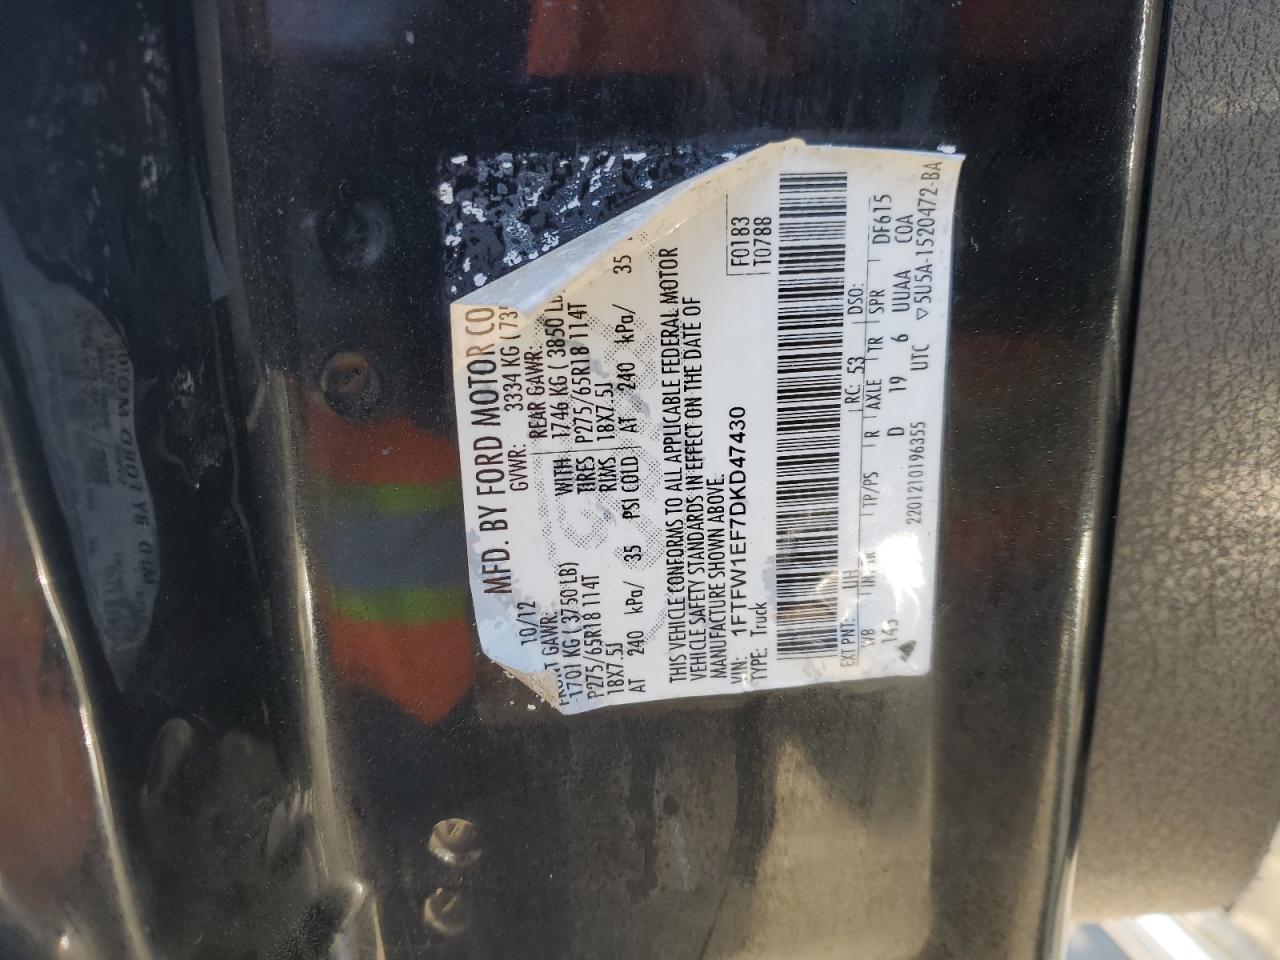 MFD. BY FORD MOTOR CO
10/12 GVWR: 3334 KG (73
FRONT GAWR: REAR GAWR:
1701 KG ( 3750 LB) WITH 1746 KG ( 3850 LB
P275/65R18 114T TIRES P275/65R18 114T
18X7.5J RIMS 18X7.5J
AT 240 kPa/ 35 PSI COLD AT 240 kPa/ 35
THIS VEHICLE CONFORMS TO ALL APPLICABLE FEDERAL MOTOR
VEHICLE SAFETY STANDARDS IN EFFECT ON THE DATE OF
MANUFACTURE SHOWN ABOVE.
VIN: 1FTFW1EF7DKD47430 F0183
TYPE: Truck T0788
EXT PNT: UH RC: 53 DSO:
WB TP/PS R AXLE TR SPR DF615
145 D 19 6 UUAA COA
2201210196355 UTC ▽5U5A-1520472-BA